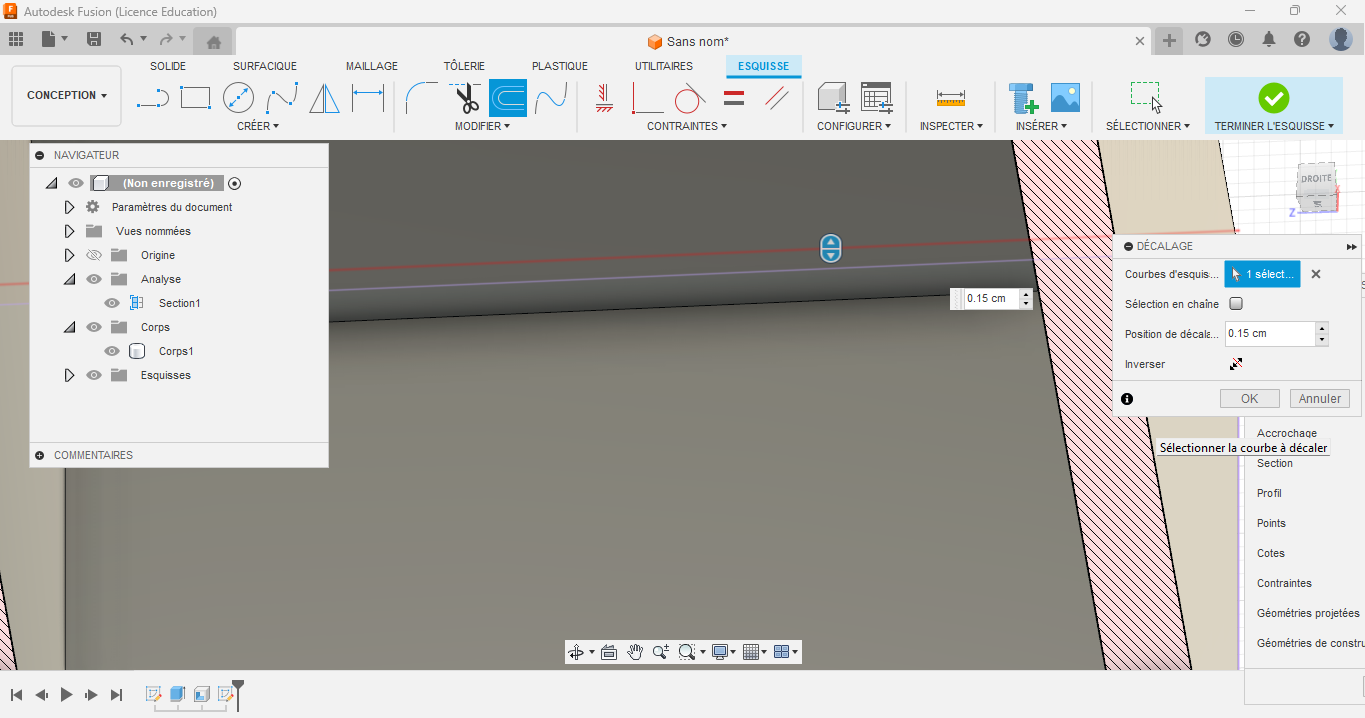 Autodesk Fusion (Licence Education)
Sans nom*
SOLIDE SURFACIQUE MAILLAGE TÔLERIE PLASTIQUE UTILITAIRES ESQUISSE
CONCEPTION
CRÉER MODIFIER CONTRAINTES CONFIGURER INSPECTER INSÉRER SÉLECTIONNER TERMINER L'ESQUISSE
NAVIGATEUR
(Non enregistré)
Paramètres du document
Vues nommées
Origine
Analyse
Section1
Corps
Corps1
Esquisses
COMMENTAIRES
DROITE
Z
0.15 cm
DÉCALAGE
Courbes d'esquis... 1 sélect...
Sélection en chaîne
Position de décala... 0.15 cm
Inverser
OK Annuler
Accrochage
Sélectionner la courbe à décaler
Section
Profil
Points
Cotes
Contraintes
Géométries projetées
Géométries de constru